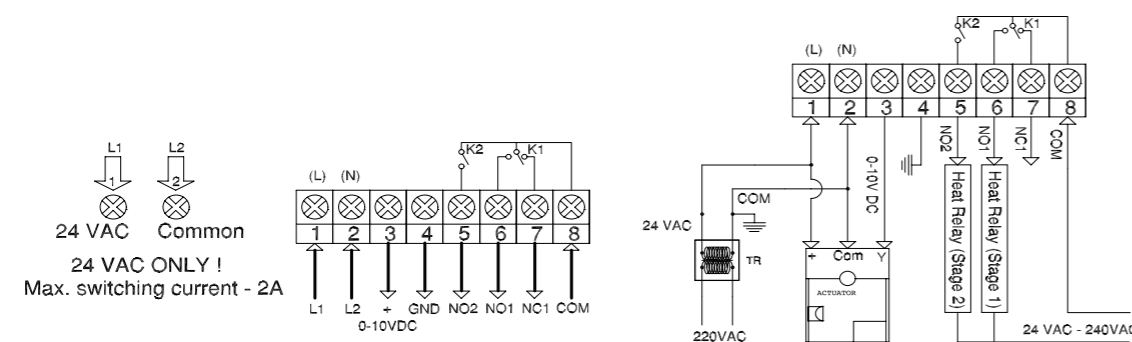 L1 L2
1 2
24 VAC Common
24 VAC ONLY !
Max. switching current - 2A
K2 K1
(L) (N)
1 2 3 4 5 6 7 8
L1 L2 + GND NO2 NO1 NC1 COM
0-10VDC
K2 K1
(L) (N)
1 2 3 4 5 6 7 8
NO2 NO1 NC1 COM
0-10V DC
COM
24 VAC
TR
+ Com Y
ACTUATOR
Heat Relay (Stage 2)
Heat Relay (Stage 1)
220VAC
24 VAC - 240VAC